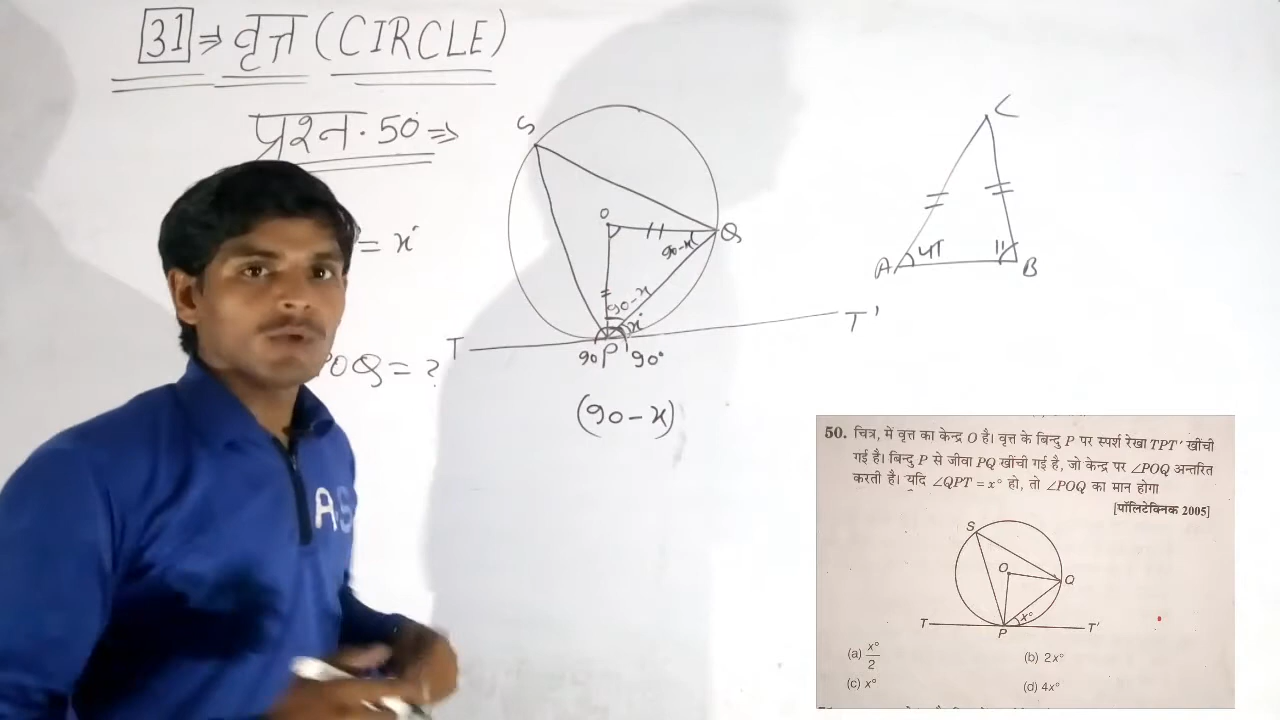 31 ⇒ वृत्त (CIRCLE)
प्रश्न. 50 ⇒
= x°
POQ = ?
S
O
Q
90-x
90-x
x°
T
T'
90 P 90°
(90-x)
C
A
B
50. चित्र, में वृत्त का केन्द्र O है। वृत्त के बिन्दु P पर स्पर्श रेखा TPT' खींची
गई है। बिन्दु P से जीवा PQ खींची गई है, जो केन्द्र पर ∠POQ अन्तरित
करती है। यदि ∠QPT = x° हो, तो ∠POQ का मान होगा
[पॉलिटेक्निक 2005]
S
O
Q
x°
T
P
T'
(a) x°/2
(b) 2x°
(c) x°
(d) 4x°
AS